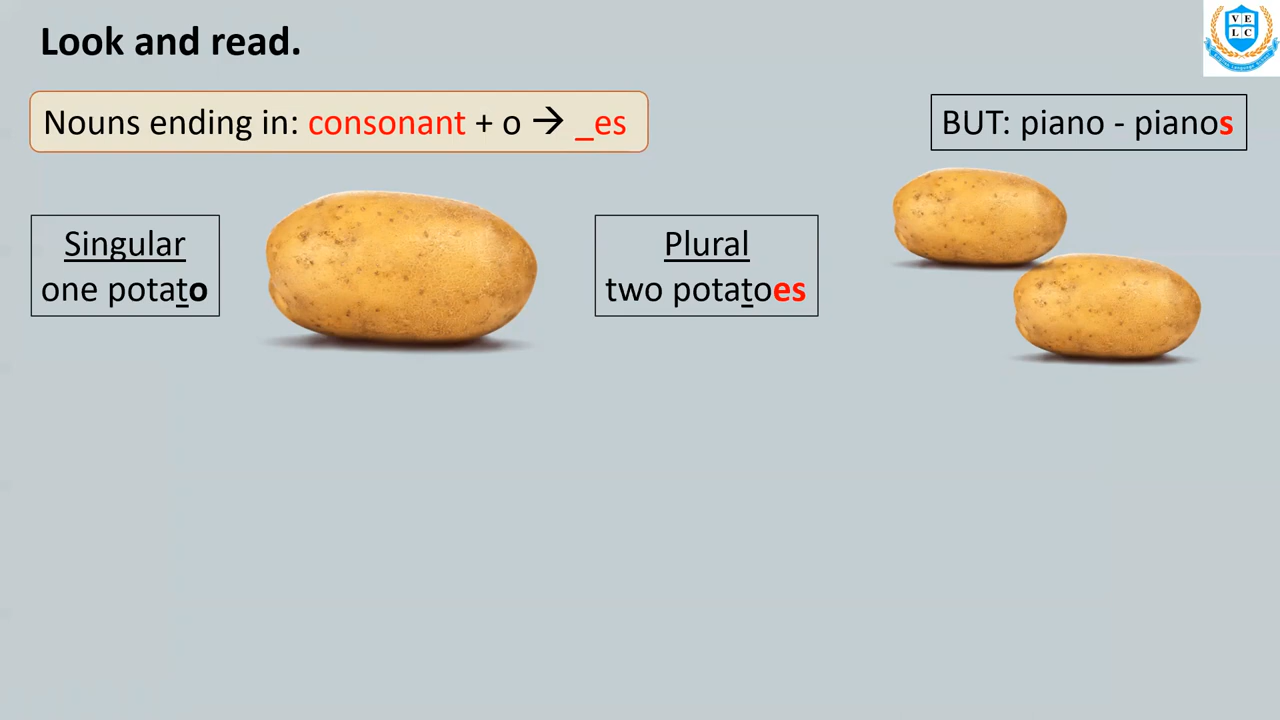 Look and read.
Nouns ending in: consonant + o → _es
BUT: piano - pianos
Singular
one potato
Plural
two potatoes
V E
L C